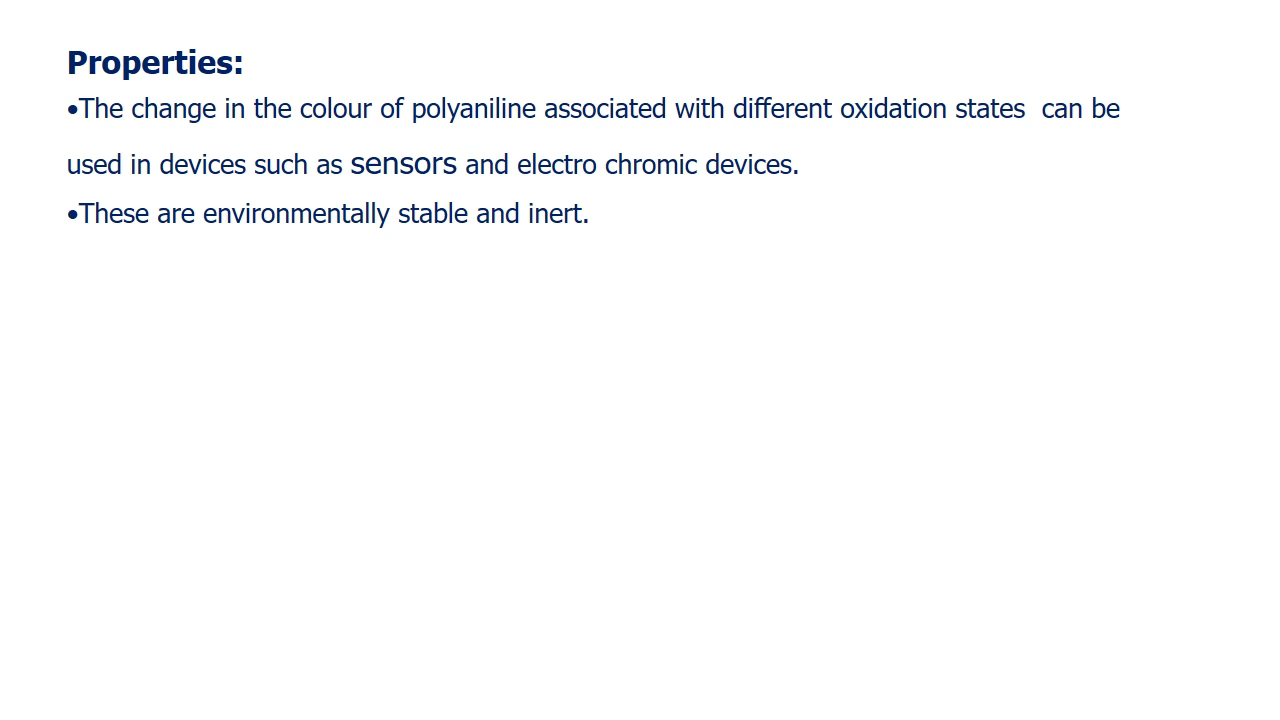 Properties:
•The change in the colour of polyaniline associated with different oxidation states  can be
used in devices such as sensors and electro chromic devices.
•These are environmentally stable and inert.